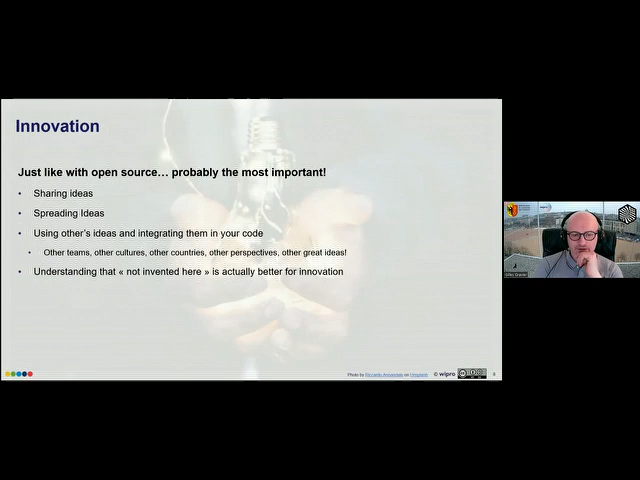 Innovation
Just like with open source… probably the most important!
• Sharing ideas
• Spreading Ideas
• Using other's ideas and integrating them in your code
• Other teams, other cultures, other countries, other perspectives, other great ideas!
• Understanding that « not invented here » is actually better for innovation
© wipro